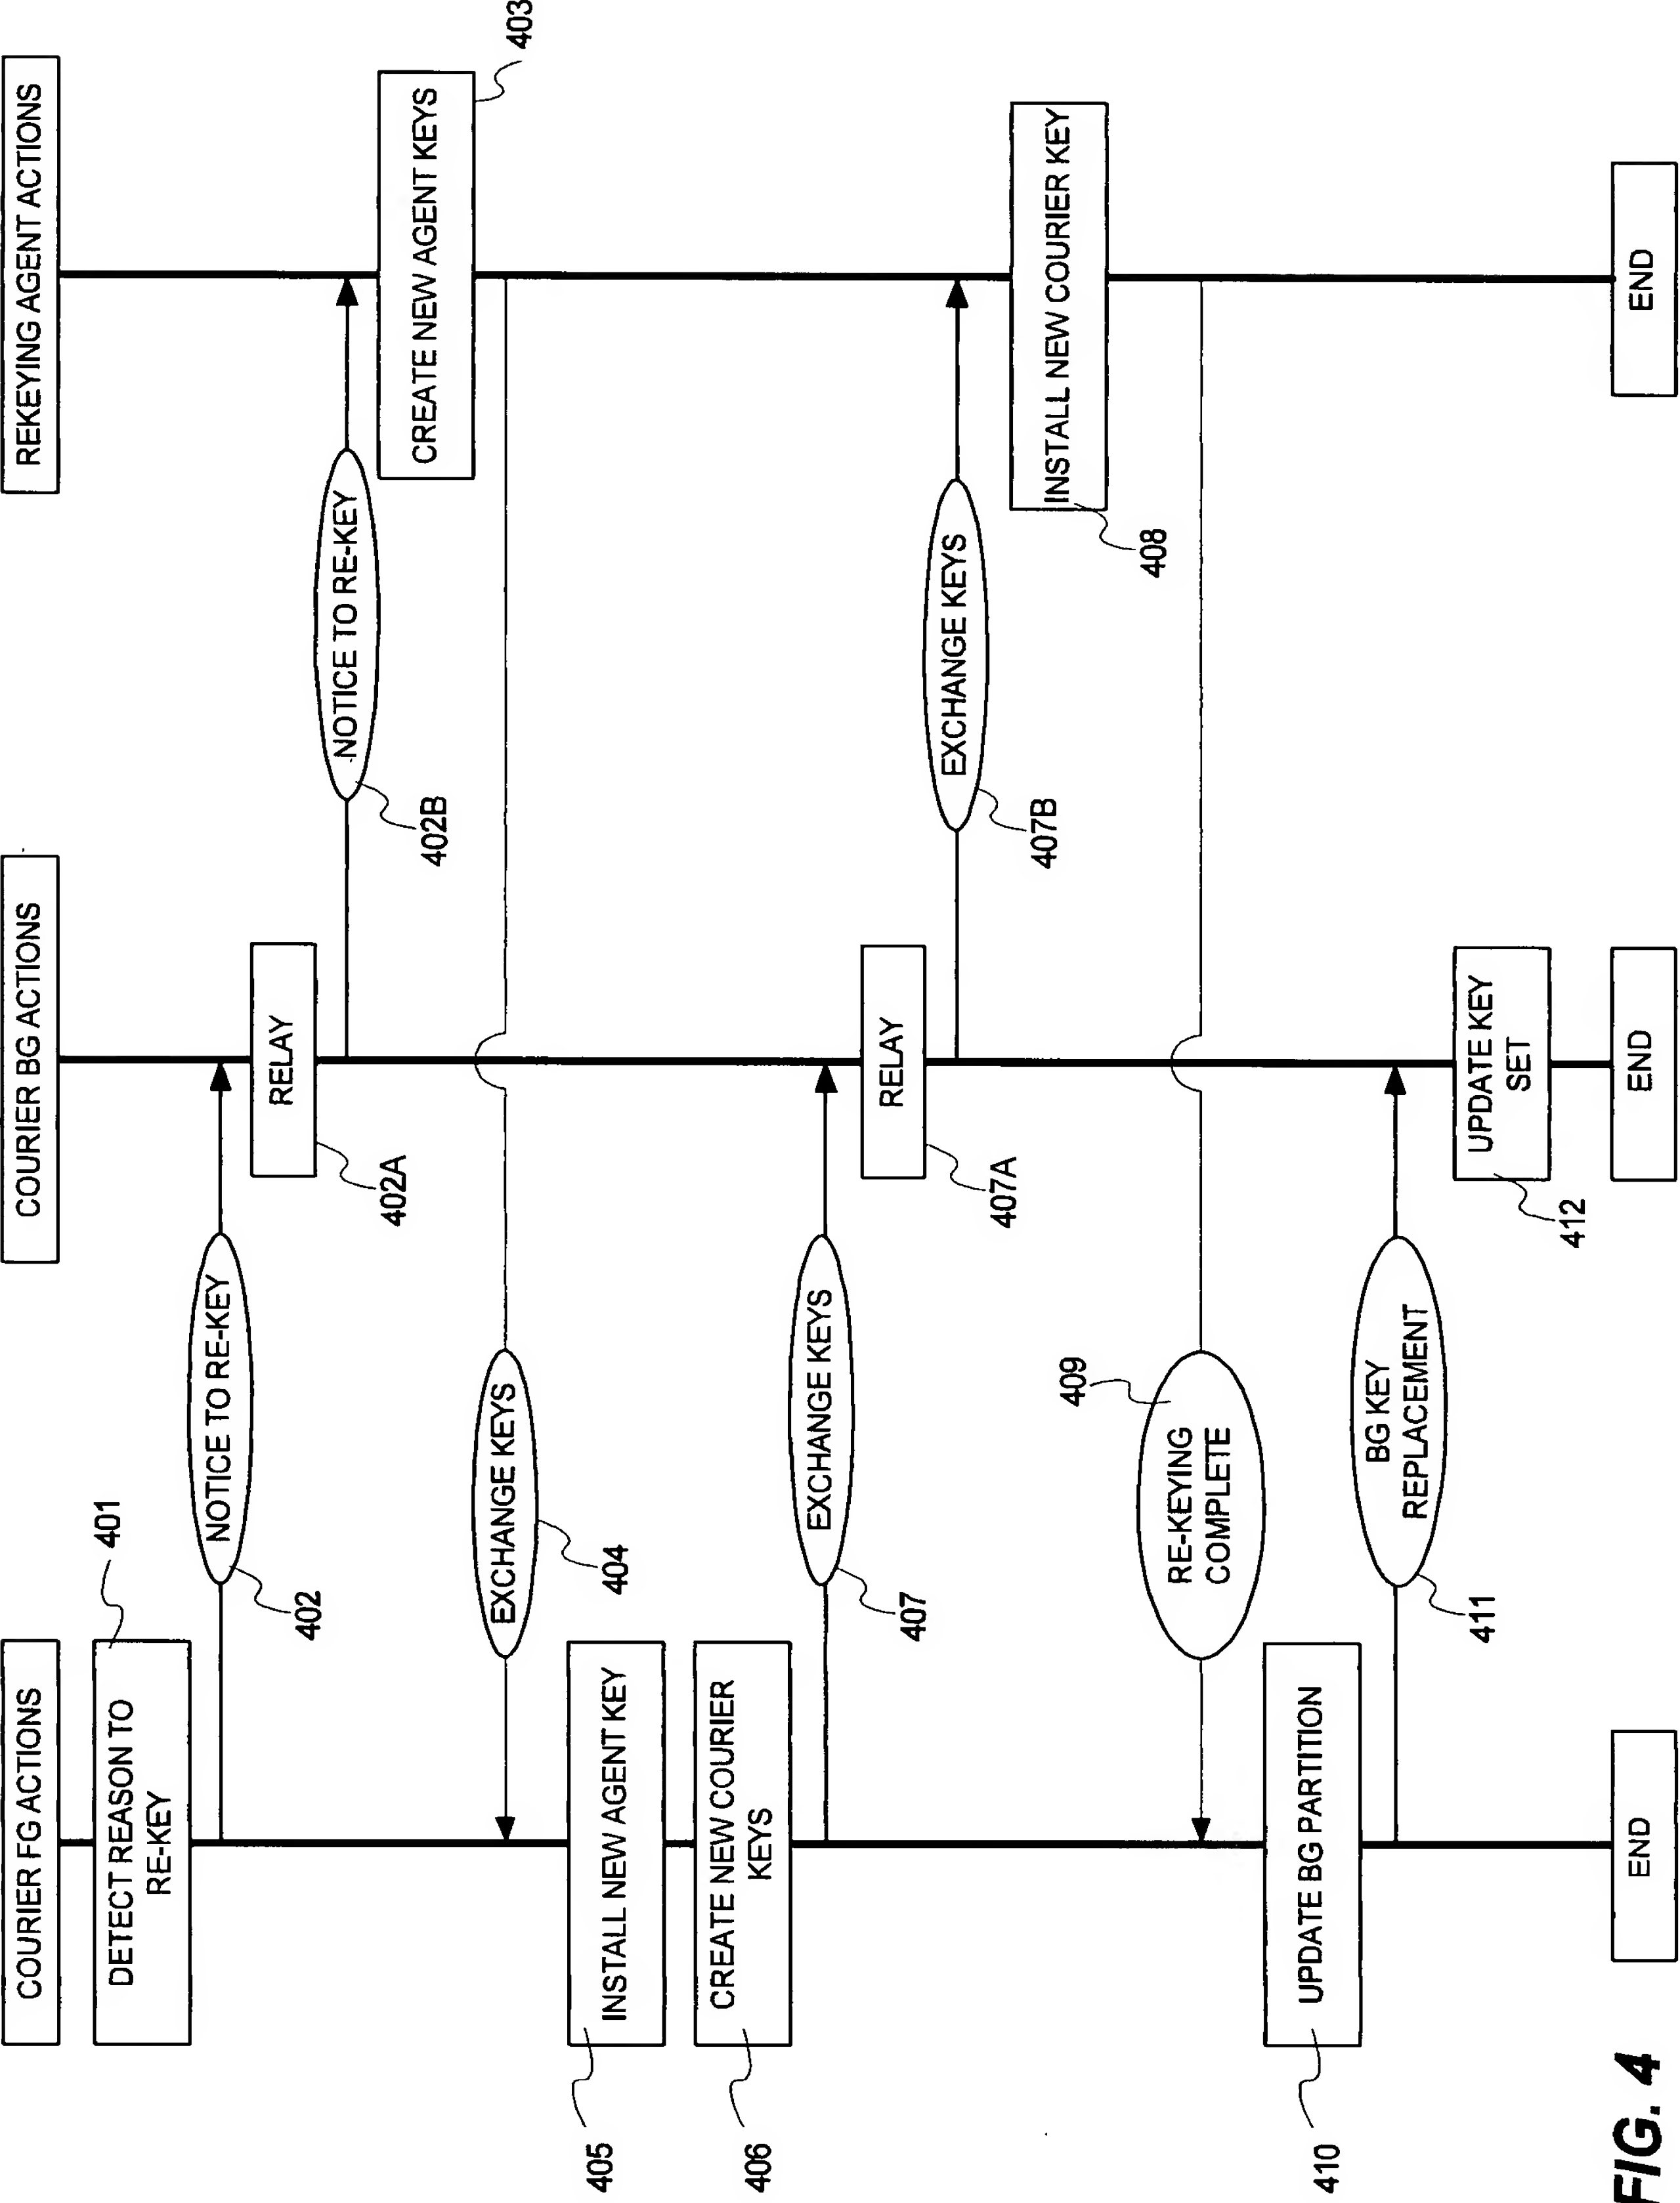 COURIER FG ACTIONS
COURIER BG ACTIONS
REKEYING AGENT ACTIONS
DETECT REASON TO
RE-KEY
401
NOTICE TO RE-KEY
402
RELAY
402A
NOTICE TO RE-KEY
402B
CREATE NEW AGENT KEYS
403
EXCHANGE KEYS
404
INSTALL NEW AGENT KEY
405
CREATE NEW COURIER
KEYS
406
EXCHANGE KEYS
407
RELAY
407A
EXCHANGE KEYS
407B
INSTALL NEW COURIER KEY
408
RE-KEYING
COMPLETE
409
UPDATE BG PARTITION
410
BG KEY
REPLACEMENT
411
UPDATE KEY
SET
412
END
END
END
FIG. 4